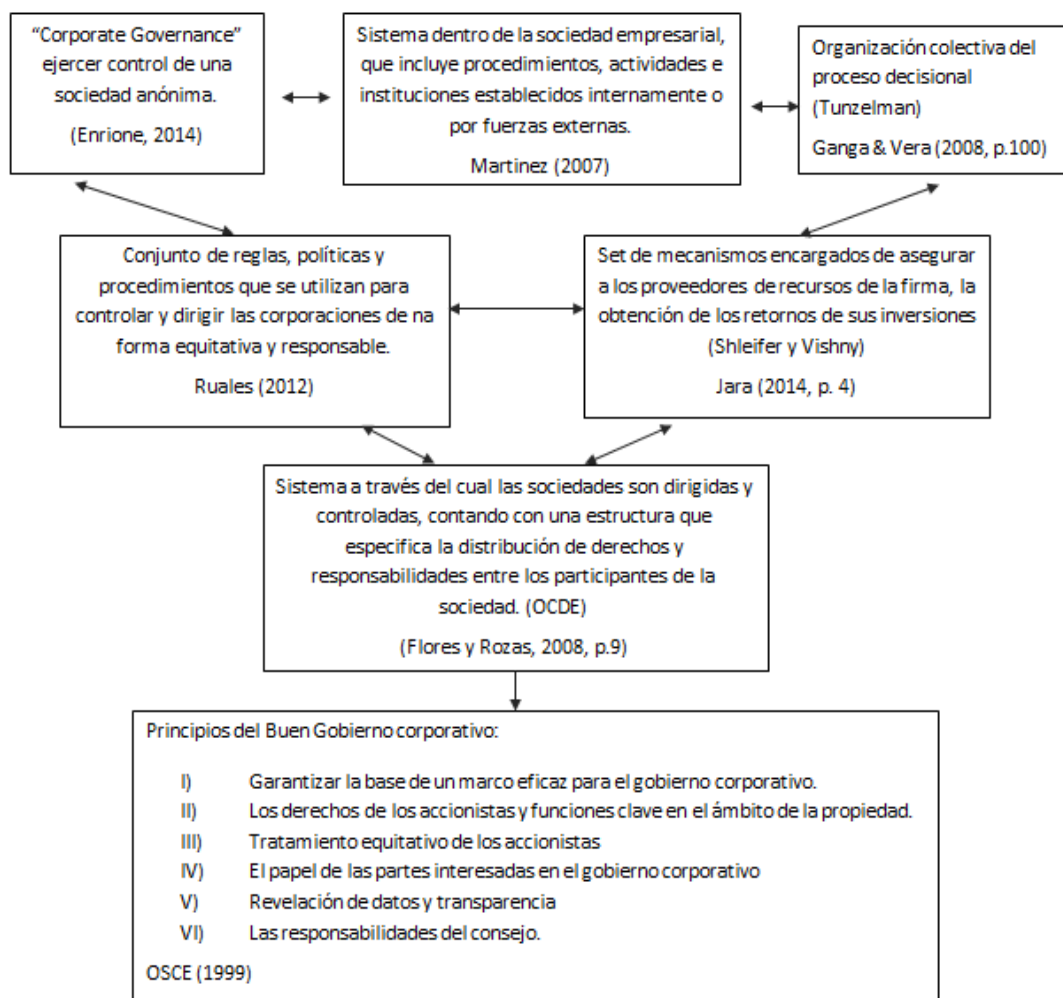 “Corporate Governance”
ejercer control de una
sociedad anónima.
(Enrione, 2014)
Sistema dentro de la sociedad empresarial,
que incluye procedimientos, actividades e
instituciones establecidos internamente o
por fuerzas externas.
Martinez (2007)
Organización colectiva del
proceso decisional
(Tunzelman)
Ganga & Vera (2008, p.100)
Conjunto de reglas, políticas y
procedimientos que se utilizan para
controlar y dirigir las corporaciones de na
forma equitativa y responsable.
Ruales (2012)
Set de mecanismos encargados de asegurar
a los proveedores de recursos de la firma, la
obtención de los retornos de sus inversiones
(Shleifer y Vishny)
Jara (2014, p. 4)
Sistema a través del cual las sociedades son dirigidas y
controladas, contando con una estructura que
especifica la distribución de derechos y
responsabilidades entre los participantes de la
sociedad. (OCDE)
(Flores y Rozas, 2008, p.9)
Principios del Buen Gobierno corporativo:
I) Garantizar la base de un marco eficaz para el gobierno corporativo.
II) Los derechos de los accionistas y funciones clave en el ámbito de la propiedad.
III) Tratamiento equitativo de los accionistas
IV) El papel de las partes interesadas en el gobierno corporativo
V) Revelación de datos y transparencia
VI) Las responsabilidades del consejo.
OSCE (1999)